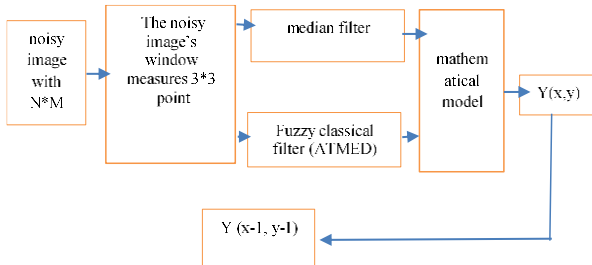 noisy
image
with
N*M
The noisy
image's
window
measures 3*3
point
median filter
Fuzzy classical
filter (ATMED)
mathem
atical
model
Y(x,y)
Y (x-1, y-1)